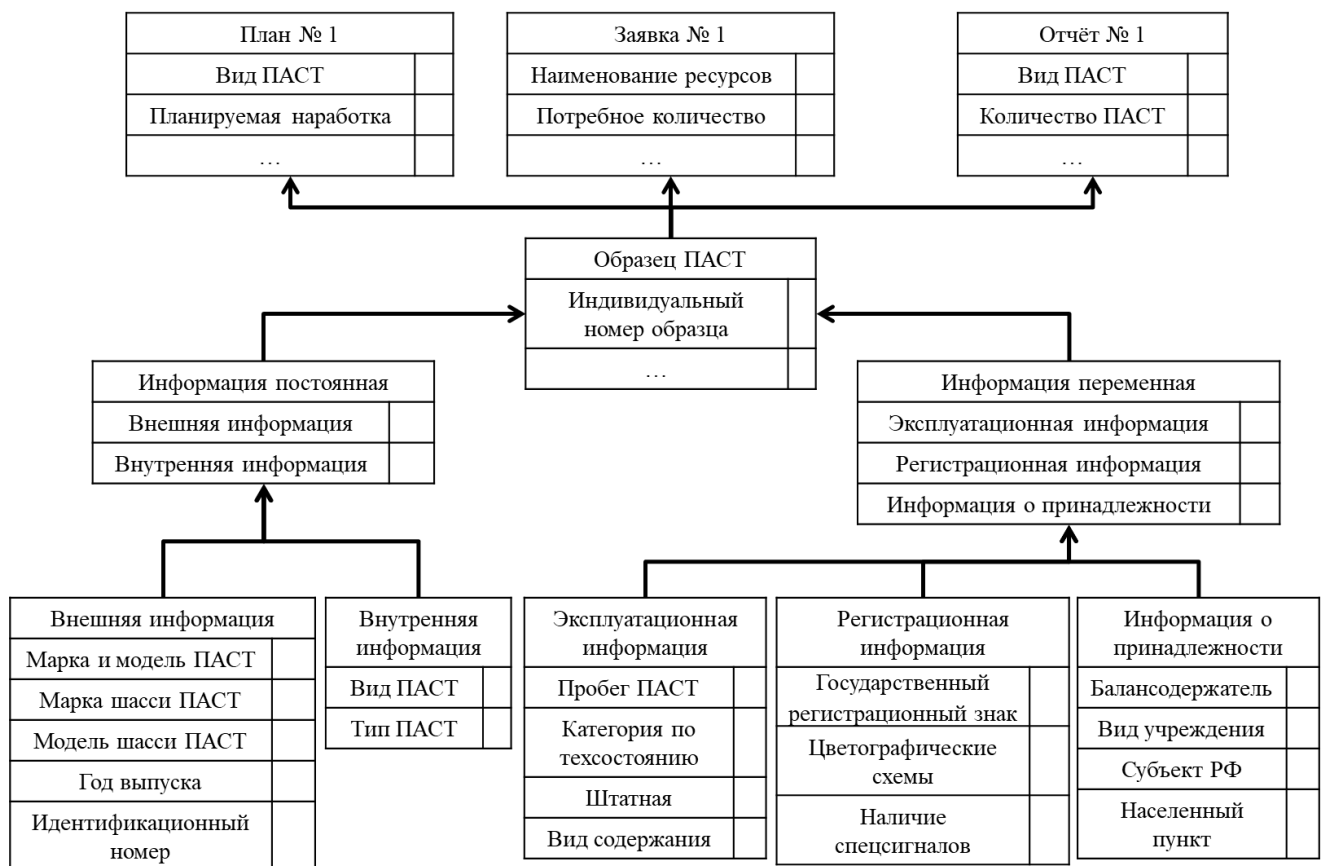 План № 1
Вид ПАСТ
Планируемая наработка
…
Заявка № 1
Наименование ресурсов
Потребное количество
…
Отчёт № 1
Вид ПАСТ
Количество ПАСТ
…
Образец ПАСТ
Индивидуальный
номер образца
…
Информация постоянная
Внешняя информация
Внутренняя информация
Информация переменная
Эксплуатационная информация
Регистрационная информация
Информация о принадлежности
Внешняя информация
Марка и модель ПАСТ
Марка шасси ПАСТ
Модель шасси ПАСТ
Год выпуска
Идентификационный
номер
Внутренняя
информация
Вид ПАСТ
Тип ПАСТ
Эксплуатационная
информация
Пробег ПАСТ
Категория по
техсостоянию
Штатная
Вид содержания
Регистрационная
информация
Государственный
регистрационный знак
Цветографические
схемы
Наличие
спецсигналов
Информация о
принадлежности
Балансодержатель
Вид учреждения
Субъект РФ
Населенный
пункт